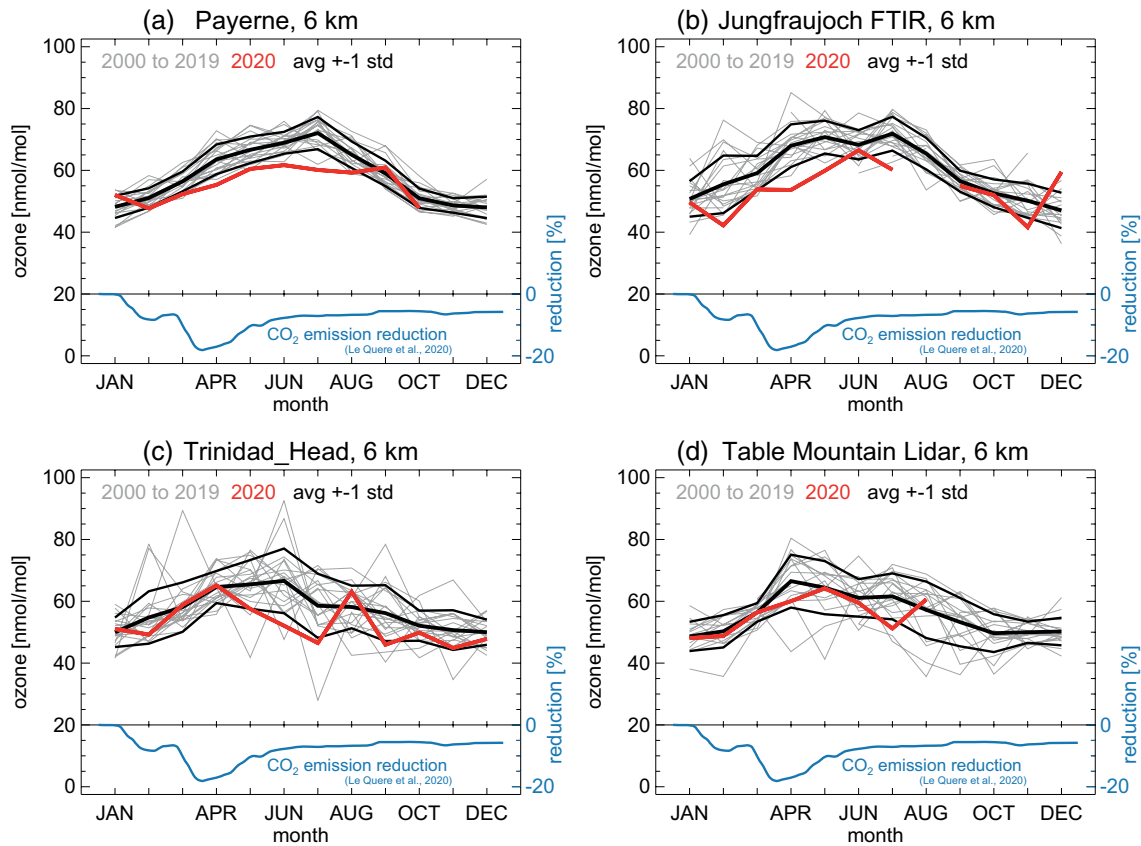 (a) Payerne, 6 km
100
80
60
40
20
0
ozone [nmol/mol]
2000 to 2019 2020 avg +-1 std
0
-20
reduction [%]
CO2 emission reduction
(Le Quere et al., 2020)
JAN APR JUN AUG OCT DEC
month
(b) Jungfraujoch FTIR, 6 km
100
80
60
40
20
0
ozone [nmol/mol]
2000 to 2019 2020 avg +-1 std
0
-20
reduction [%]
CO2 emission reduction
(Le Quere et al., 2020)
JAN APR JUN AUG OCT DEC
month
(c) Trinidad_Head, 6 km
100
80
60
40
20
0
ozone [nmol/mol]
2000 to 2019 2020 avg +-1 std
0
-20
reduction [%]
CO2 emission reduction
(Le Quere et al., 2020)
JAN APR JUN AUG OCT DEC
month
(d) Table Mountain Lidar, 6 km
100
80
60
40
20
0
ozone [nmol/mol]
2000 to 2019 2020 avg +-1 std
0
-20
reduction [%]
CO2 emission reduction
(Le Quere et al., 2020)
JAN APR JUN AUG OCT DEC
month